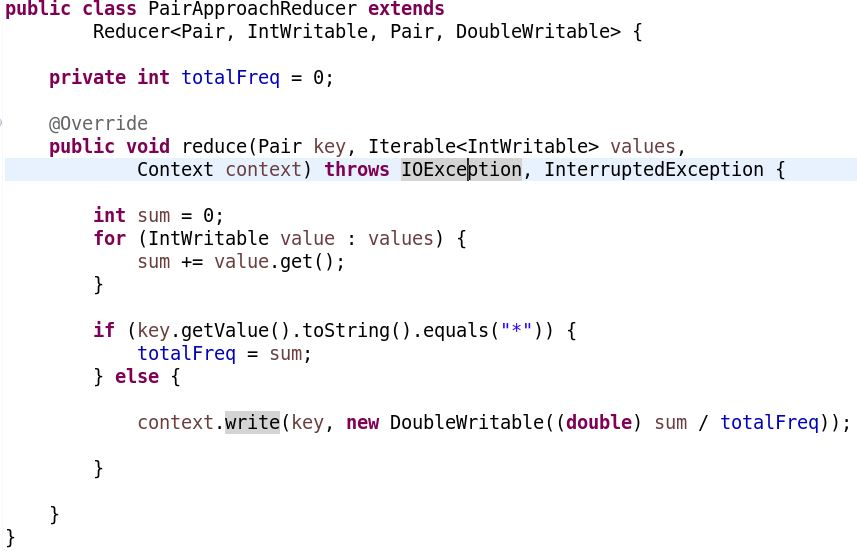 public class PairApproachReducer extends
Reducer<Pair, IntWritable, Pair, DoubleWritable> {
private int totalFreq = 0;
@Override
public void reduce(Pair key, Iterable<IntWritable> values,
Context context) throws IOException, InterruptedException {
int sum = 0;
for (IntWritable value : values) {
sum += value.get();
}
if (key.getValue().toString().equals("*")) {
totalFreq = sum;
} else {
context.write(key, new DoubleWritable((double) sum / totalFreq));
}
}
}